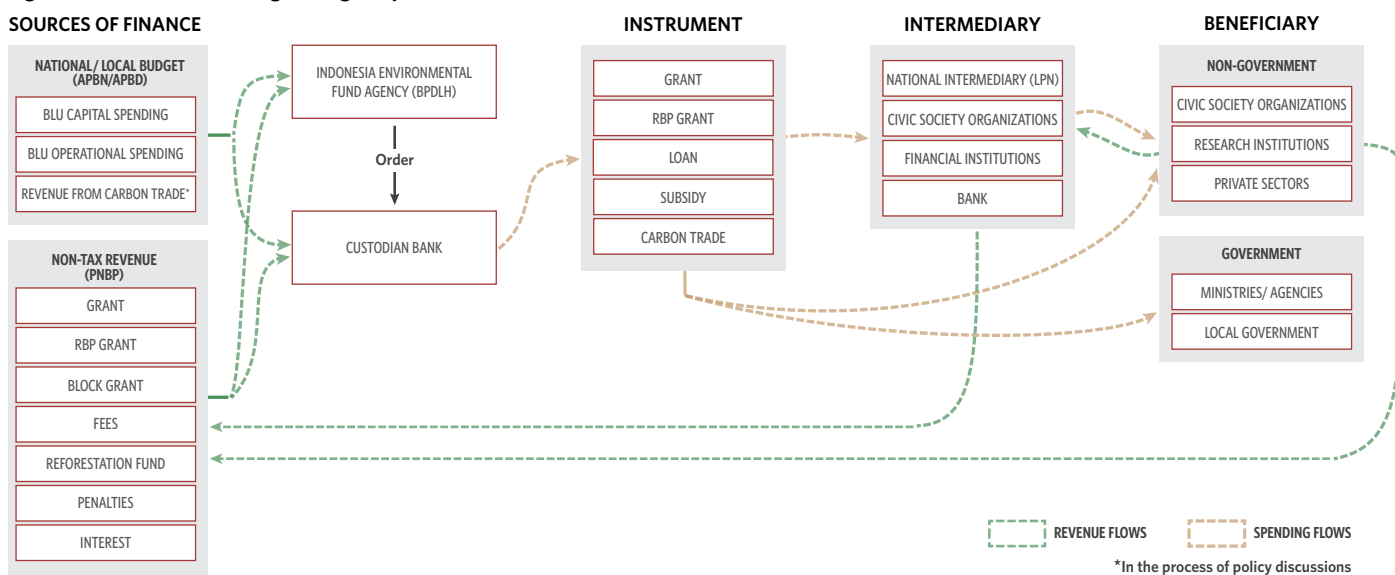 SOURCES OF FINANCE
NATIONAL/ LOCAL BUDGET
(APBN/APBD)
BLU CAPITAL SPENDING
BLU OPERATIONAL SPENDING
REVENUE FROM CARBON TRADE*
NON-TAX REVENUE
(PNBP)
GRANT
RBP GRANT
BLOCK GRANT
FEES
REFORESTATION FUND
PENALTIES
INTEREST
INDONESIA ENVIRONMENTAL
FUND AGENCY (BPDLH)
Order
CUSTODIAN BANK
INSTRUMENT
GRANT
RBP GRANT
LOAN
SUBSIDY
CARBON TRADE
INTERMEDIARY
NATIONAL INTERMEDIARY (LPN)
CIVIC SOCIETY ORGANIZATIONS
FINANCIAL INSTITUTIONS
BANK
BENEFICIARY
NON-GOVERNMENT
CIVIC SOCIETY ORGANIZATIONS
RESEARCH INSTITUTIONS
PRIVATE SECTORS
GOVERNMENT
MINISTRIES/ AGENCIES
LOCAL GOVERNMENT
REVENUE FLOWS
SPENDING FLOWS
*In the process of policy discussions